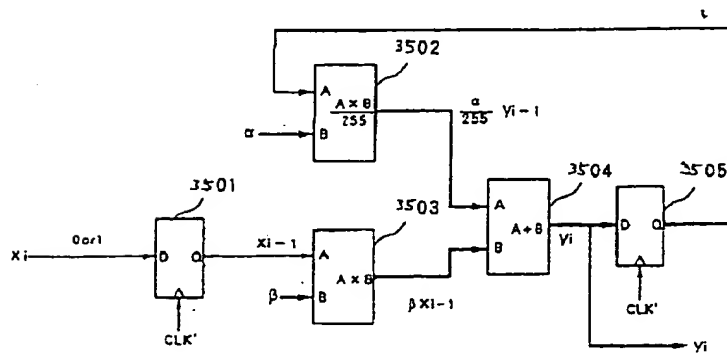 3502
A
A × B
255
B
α
α
255
yi-1
3501
3503
3504
3505
Xi
0or1
D
Q
Xi-1
A
A × B
B
β
βXi-1
A
A+B
B
yi
D
Q
CLK'
CLK'
yi